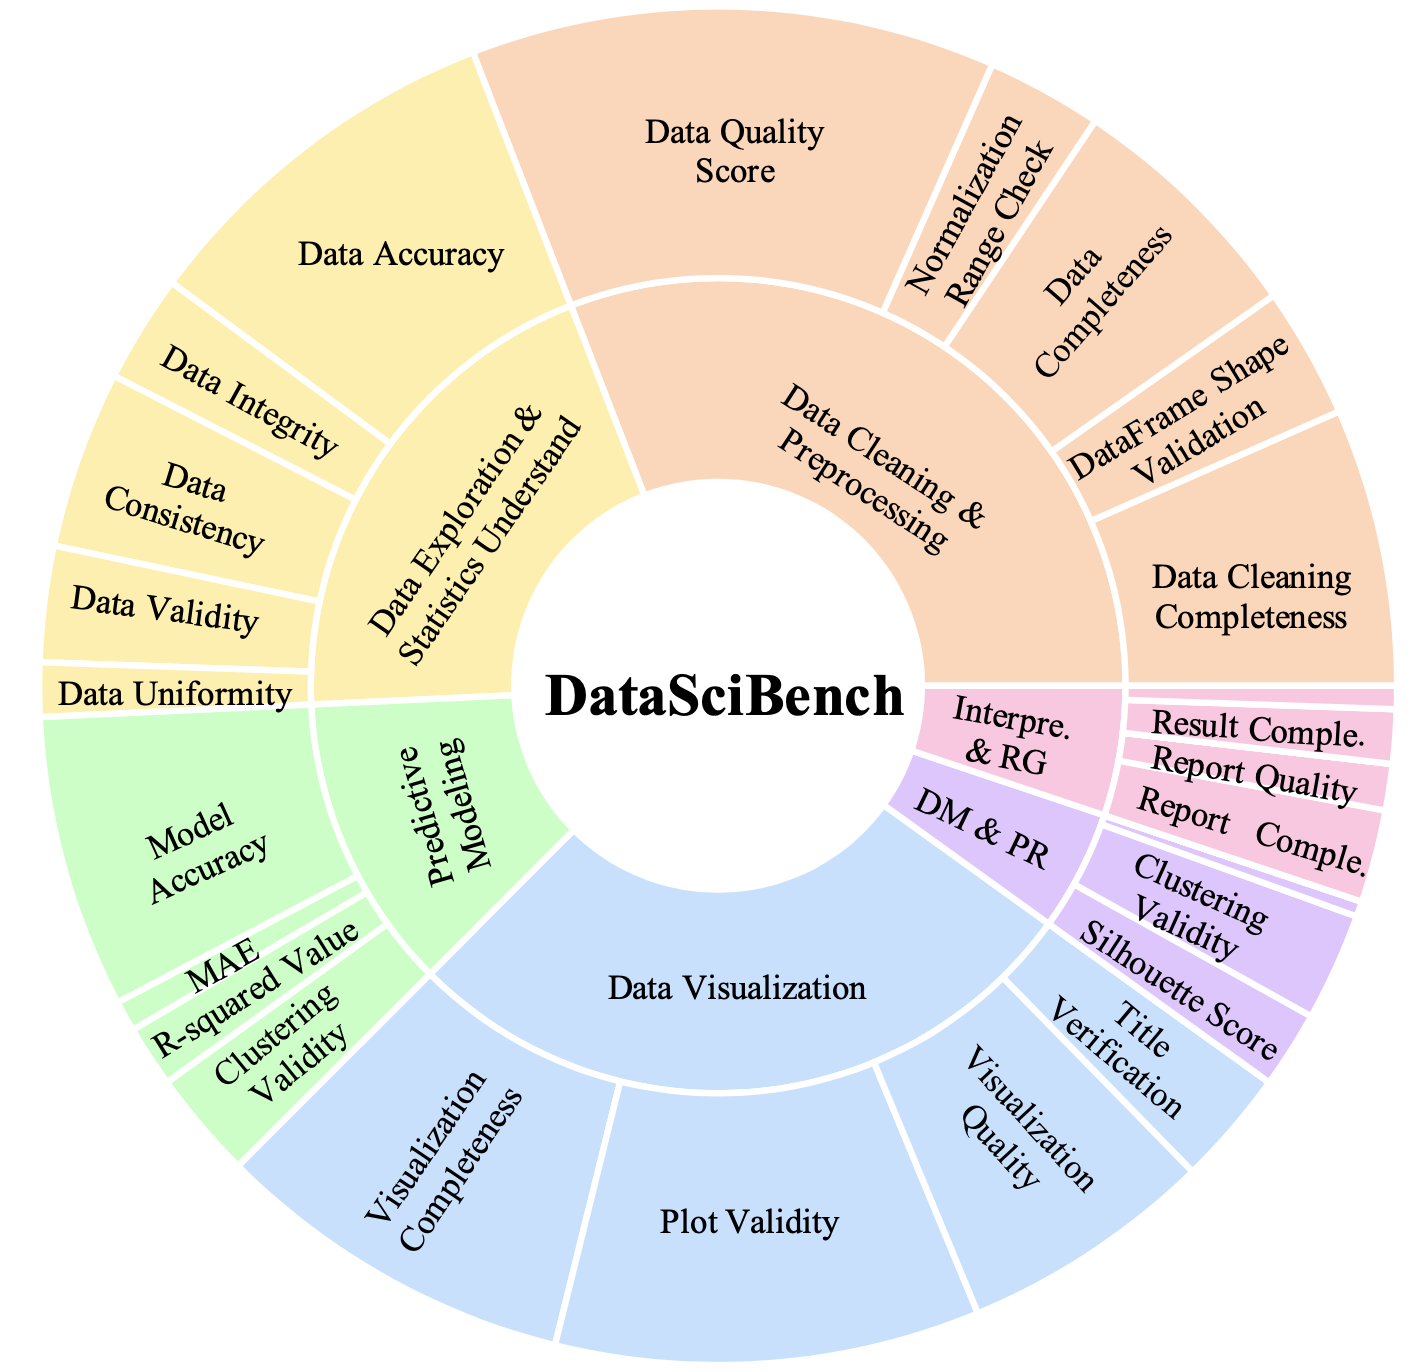 Data Quality
Score
Normalization
Range Check
Data
Completeness
DataFrame Shape
Validation
Data Cleaning
Completeness
Data Accuracy
Data Integrity
Data
Consistency
Data Validity
Data Uniformity
Data Cleaning &
Preprocessing
Data Exploration &
Statistics Understand
DataSciBench
Interpre.
& RG
DM & PR
Predictive
Modeling
Data Visualization
Result Comple.
Report Quality
Report Comple.
Clustering
Validity
Silhouette Score
Title
Verification
Visualization
Quality
Plot Validity
Visualization
Completeness
Clustering
Validity
R-squared Value
MAE
Model
Accuracy